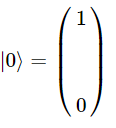 |0⟩ = (1
0)